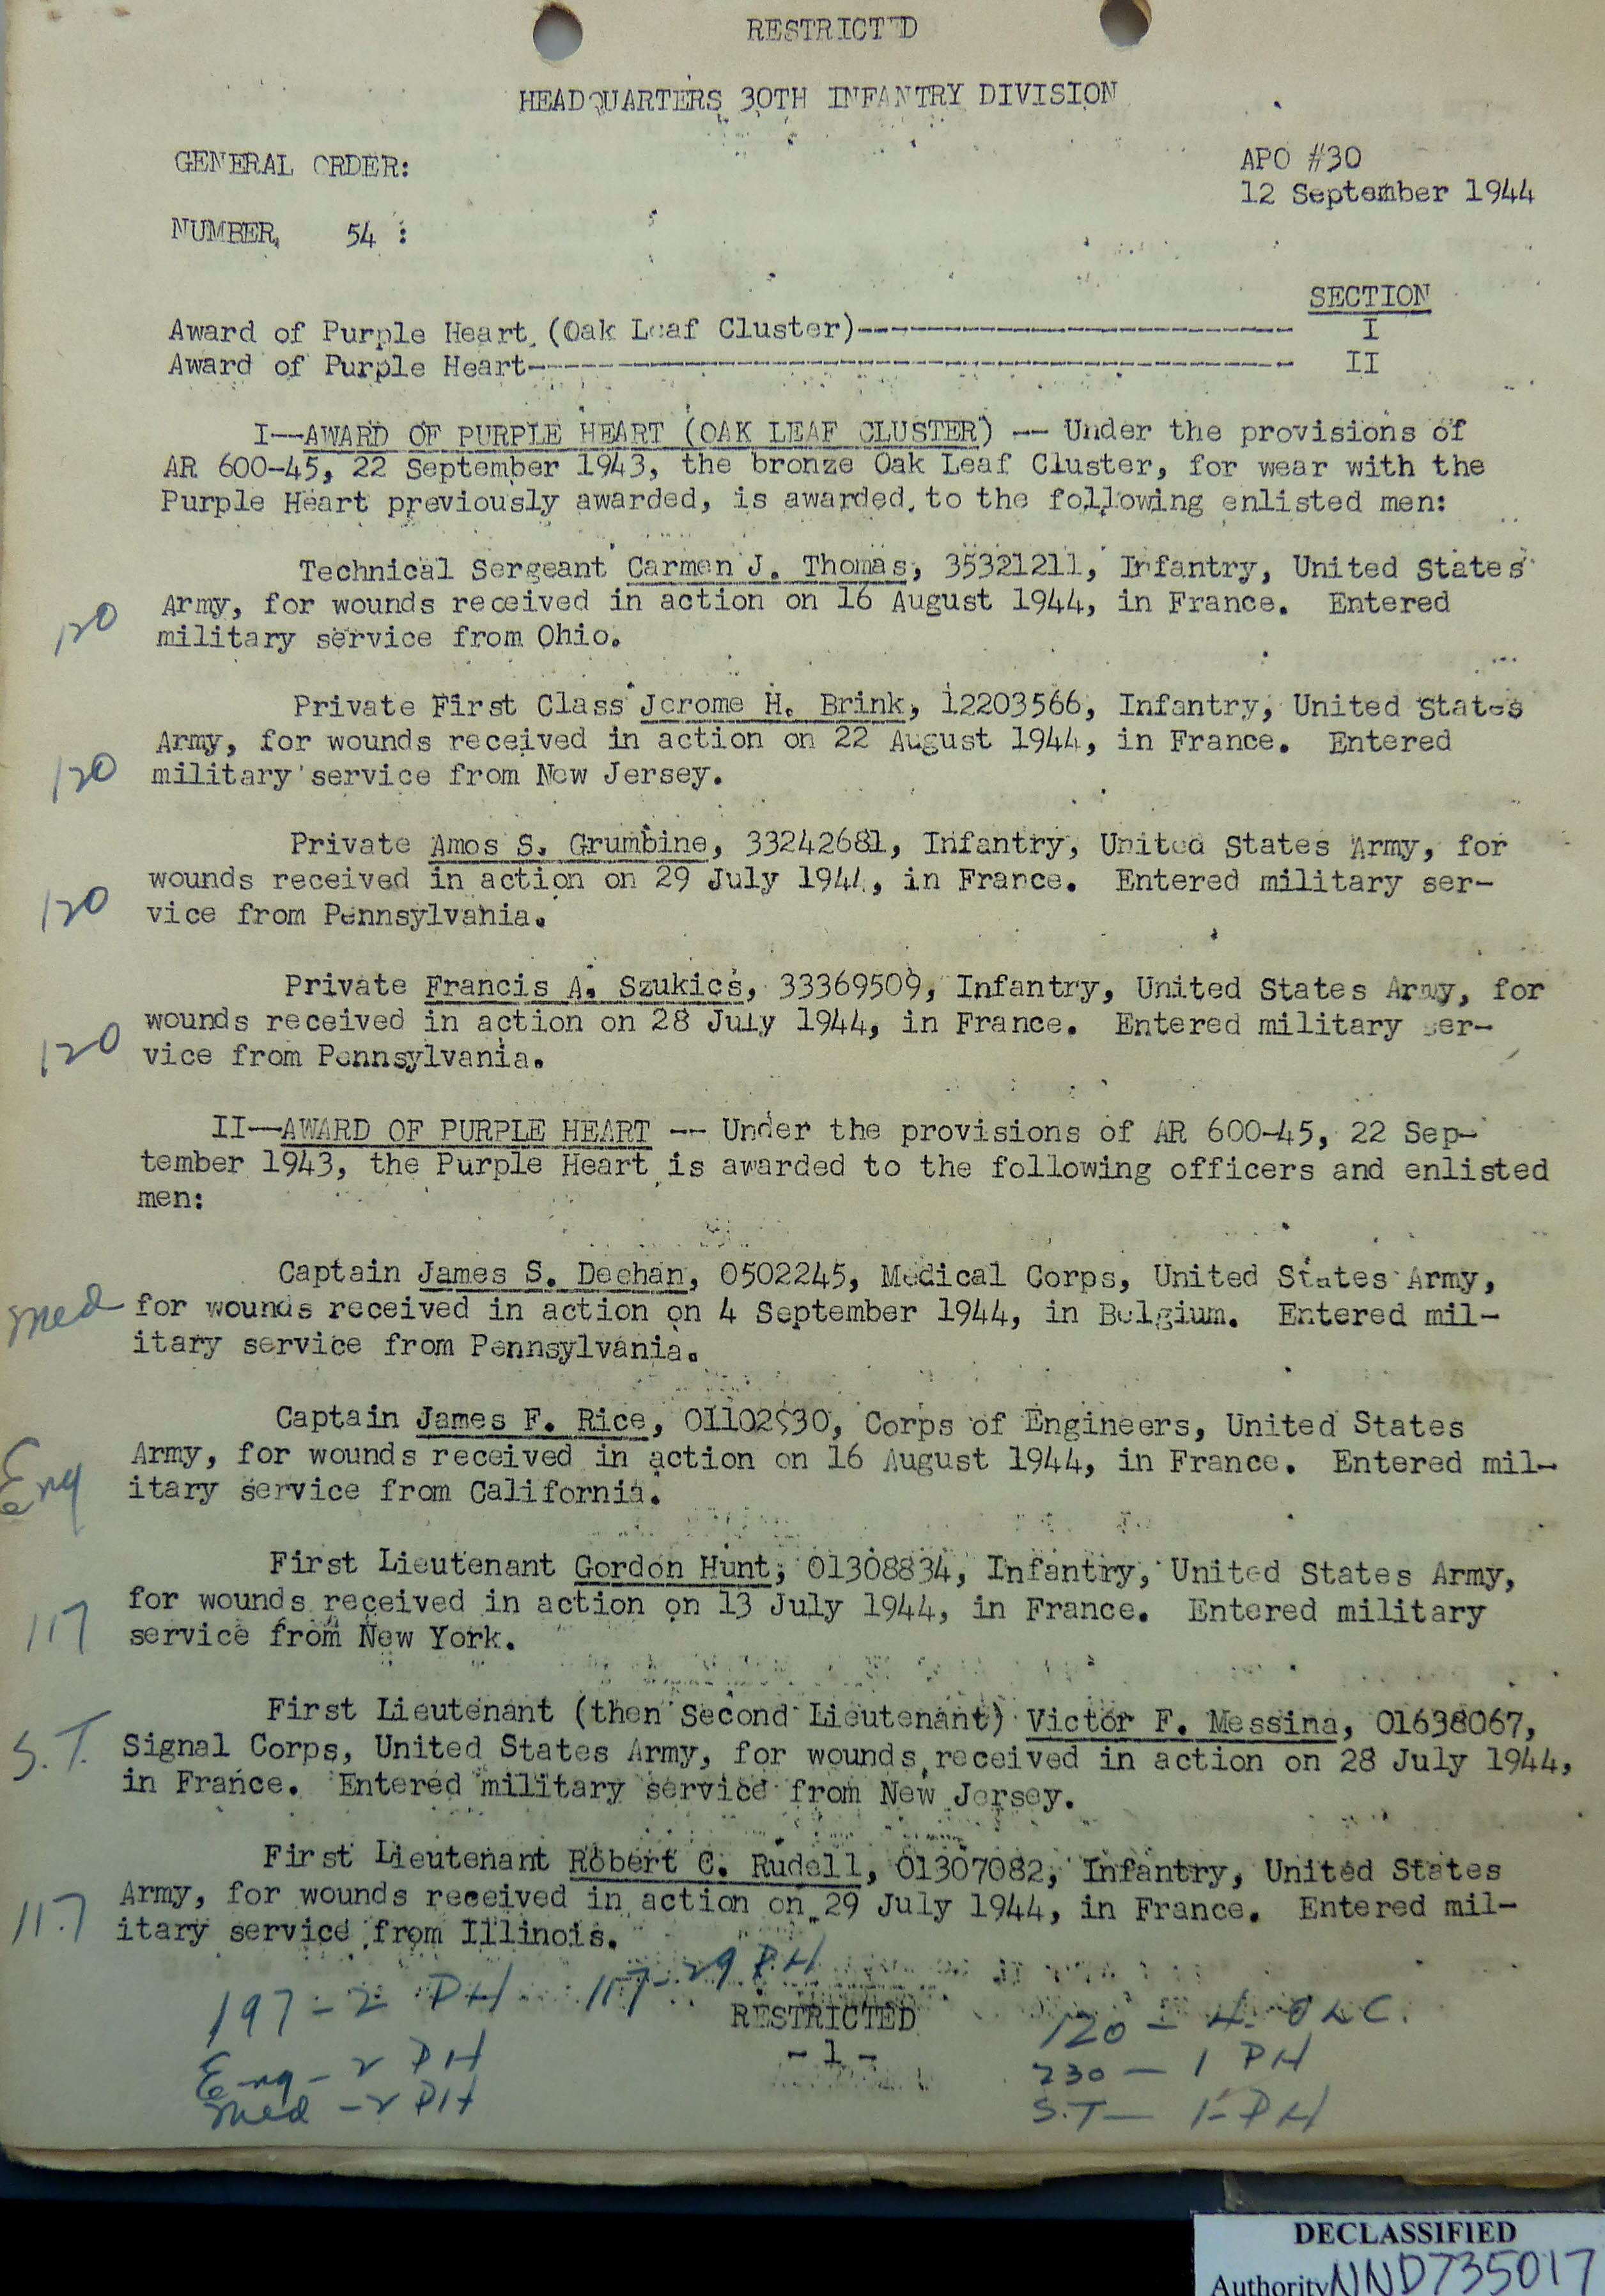 RESTRICTED
HEADQUARTERS 30TH INFANTRY DIVISION
GENERAL ORDER:
APO #30
12 September 1944
NUMBER, 54 :
SECTION
Award of Purple Heart (Oak Leaf Cluster)---------------------------- I
Award of Purple Heart-------------------------------------------------- II
I--AWARD OF PURPLE HEART (OAK LEAF CLUSTER) -- Under the provisions of
AR 600-45, 22 September 1943, the bronze Oak Leaf Cluster, for wear with the
Purple Heart previously awarded, is awarded to the following enlisted men:
Technical Sergeant Carmen J. Thomas, 35321211, Infantry, United States
120 Army, for wounds received in action on 16 August 1944, in France. Entered
military service from Ohio.
Private First Class Jerome H. Brink, 12203566, Infantry, United States
Army, for wounds received in action on 22 August 1944, in France. Entered
120 military service from New Jersey.
Private Amos S. Grumbine, 33242681, Infantry, United States Army, for
wounds received in action on 29 July 1944, in France. Entered military ser-
120 vice from Pennsylvania.
Private Francis A. Szukics, 33369509, Infantry, United States Army, for
wounds received in action on 28 July 1944, in France. Entered military ser-
120 vice from Pennsylvania.
II--AWARD OF PURPLE HEART -- Under the provisions of AR 600-45, 22 Sep-
tember 1943, the Purple Heart is awarded to the following officers and enlisted
men:
Captain James S. Deehan, 0502245, Medical Corps, United States Army,
Med for wounds received in action on 4 September 1944, in Belgium. Entered mil-
itary service from Pennsylvania.
Captain James F. Rice, 01102930, Corps of Engineers, United States
Army, for wounds received in action on 16 August 1944, in France. Entered mil-
Eng itary service from California.
First Lieutenant Gordon Hunt, 01308834, Infantry, United States Army,
for wounds received in action on 13 July 1944, in France. Entered military
117 service from New York.
First Lieutenant (then Second Lieutenant) Victor F. Messina, 01638067,
S.T. Signal Corps, United States Army, for wounds received in action on 28 July 1944,
in France. Entered military service from New Jersey.
First Lieutenant Robert C. Rudell, 01307082, Infantry, United States
117 Army, for wounds received in action on 29 July 1944, in France. Entered mil-
itary service from Illinois.
197 - 2 PH 117 - 29 PH
RESTRICTED
120 - 4 OLC.
- 1 -
Eng - 2 PH
230 - 1 PH
Med - 2 PH
S.T - 1-PH
DECLASSIFIED
Authority NND735017